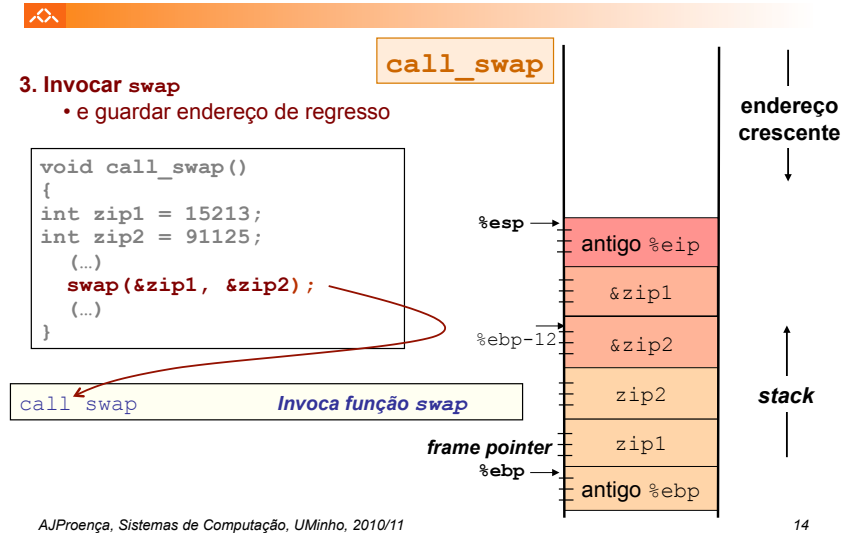 call_swap
3. Invocar swap
• e guardar endereço de regresso
void call_swap()
{
int zip1 = 15213;
int zip2 = 91125;
(…)
swap(&zip1, &zip2);
(…)
}
call swap Invoca função swap
endereço
crescente
%esp
antigo %eip
&zip1
%ebp-12
&zip2
zip2
stack
frame pointer
zip1
%ebp
antigo %ebp
AJProença, Sistemas de Computação, UMinho, 2010/11
14